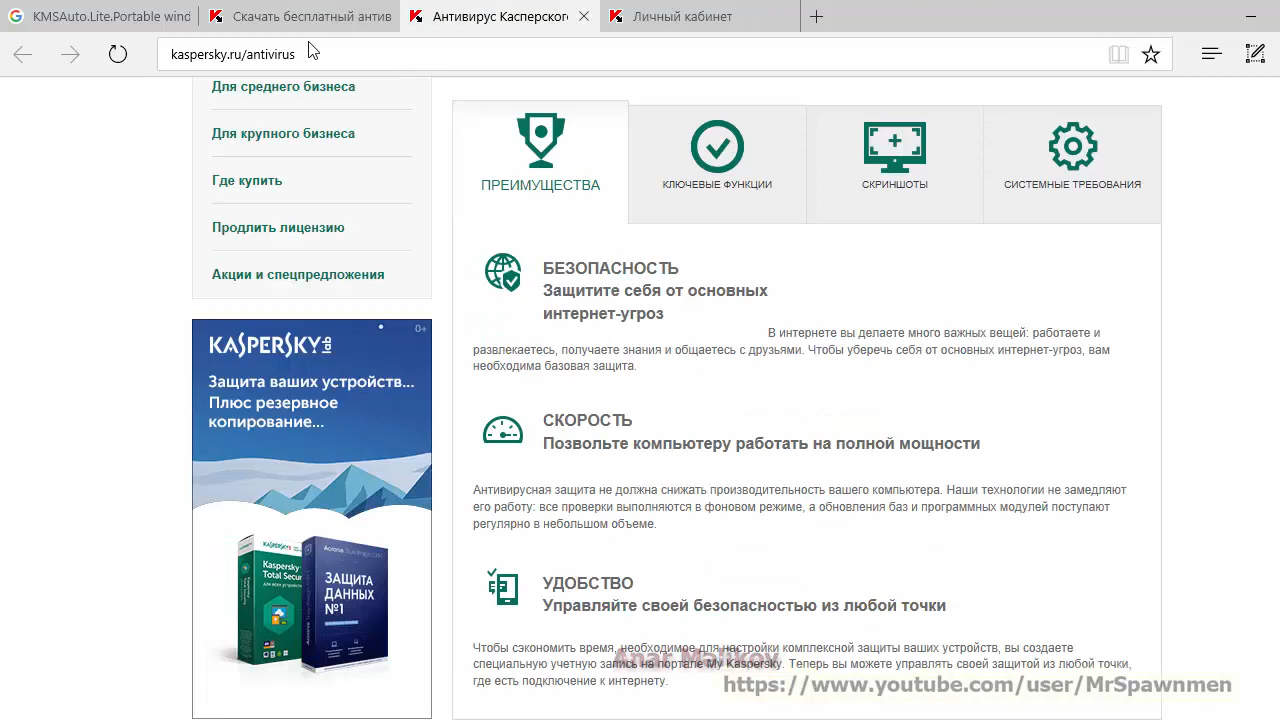 KMSAuto.Lite.Portable wind
Скачать бесплатный антив
Антивирус Касперского
Личный кабинет
kaspersky.ru/antivirus
Для среднего бизнеса
Для крупного бизнеса
Где купить
Продлить лицензию
Акции и спецпредложения
0+
KASPERSKY lab
Защита ваших устройств...
Плюс резервное
копирование...
Kaspersky
Total Secu
ЗАЩИТА
ДАННЫХ
№1
ПРЕИМУЩЕСТВА
КЛЮЧЕВЫЕ ФУНКЦИИ
СКРИНШОТЫ
СИСТЕМНЫЕ ТРЕБОВАНИЯ
БЕЗОПАСНОСТЬ
Защитите себя от основных
интернет-угроз
В интернете вы делаете много важных вещей: работаете и
развлекаетесь, получаете знания и общаетесь с друзьями. Чтобы уберечь себя от основных интернет-угроз, вам
необходима базовая защита.
СКОРОСТЬ
Позвольте компьютеру работать на полной мощности
Антивирусная защита не должна снижать производительность вашего компьютера. Наши технологии не замедляют
его работу: все проверки выполняются в фоновом режиме, а обновления баз и программных модулей поступают
регулярно в небольшом объеме.
УДОБСТВО
Управляйте своей безопасностью из любой точки
Чтобы сэкономить время, необходимое для настройки комплексной защиты ваших устройств, вы создаете
специальную учетную запись на портале My Kaspersky. Теперь вы можете управлять своей защитой из любой точки,
где есть подключение к интернету.
https://www.youtube.com/user/MrSpawnmen